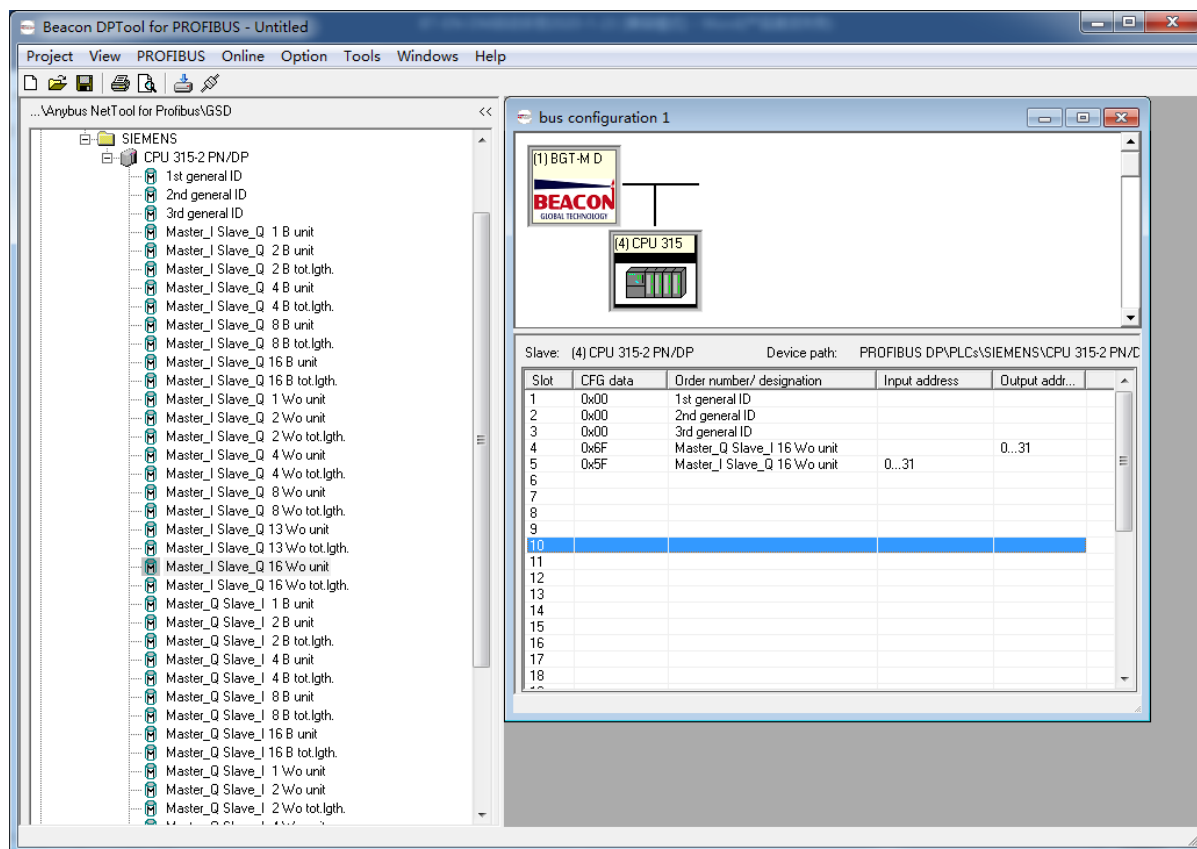 Beacon DPTool for PROFIBUS - Untitled
Project View PROFIBUS Online Option Tools Windows Help
...\Anybus NetTool for Profibus\GSD <<
SIEMENS
CPU 315-2 PN/DP
1st general ID
2nd general ID
3rd general ID
Master_I Slave_Q 1 B unit
Master_I Slave_Q 2 B unit
Master_I Slave_Q 2 B tot.lgth.
Master_I Slave_Q 4 B unit
Master_I Slave_Q 4 B tot.lgth.
Master_I Slave_Q 8 B unit
Master_I Slave_Q 8 B tot.lgth.
Master_I Slave_Q 16 B unit
Master_I Slave_Q 16 B tot.lgth.
Master_I Slave_Q 1 Wo unit
Master_I Slave_Q 2 Wo unit
Master_I Slave_Q 2 Wo tot.lgth.
Master_I Slave_Q 4 Wo unit
Master_I Slave_Q 4 Wo tot.lgth.
Master_I Slave_Q 8 Wo unit
Master_I Slave_Q 8 Wo tot.lgth.
Master_I Slave_Q 13 Wo unit
Master_I Slave_Q 13 Wo tot.lgth.
Master_I Slave_Q 16 Wo unit
Master_I Slave_Q 16 Wo tot.lgth.
Master_Q Slave_I 1 B unit
Master_Q Slave_I 2 B unit
Master_Q Slave_I 2 B tot.lgth.
Master_Q Slave_I 4 B unit
Master_Q Slave_I 4 B tot.lgth.
Master_Q Slave_I 8 B unit
Master_Q Slave_I 8 B tot.lgth.
Master_Q Slave_I 16 B unit
Master_Q Slave_I 16 B tot.lgth.
Master_Q Slave_I 1 Wo unit
Master_Q Slave_I 2 Wo unit
Master_Q Slave_I 2 Wo tot.lgth.
bus configuration 1
(1) BGT-M D
BEACON
GLOBAL TECHNOLOGY
(4) CPU 315
Slave: (4) CPU 315-2 PN/DP Device path: PROFIBUS DP\PLCs\SIEMENS\CPU 315-2 PN/D
Slot CFG data Order number/ designation Input address Output addr...
1 0x00 1st general ID
2 0x00 2nd general ID
3 0x00 3rd general ID
4 0x6F Master_Q Slave_I 16 Wo unit 0...31
5 0x5F Master_I Slave_Q 16 Wo unit 0...31
6
7
8
9
10
11
12
13
14
15
16
17
18